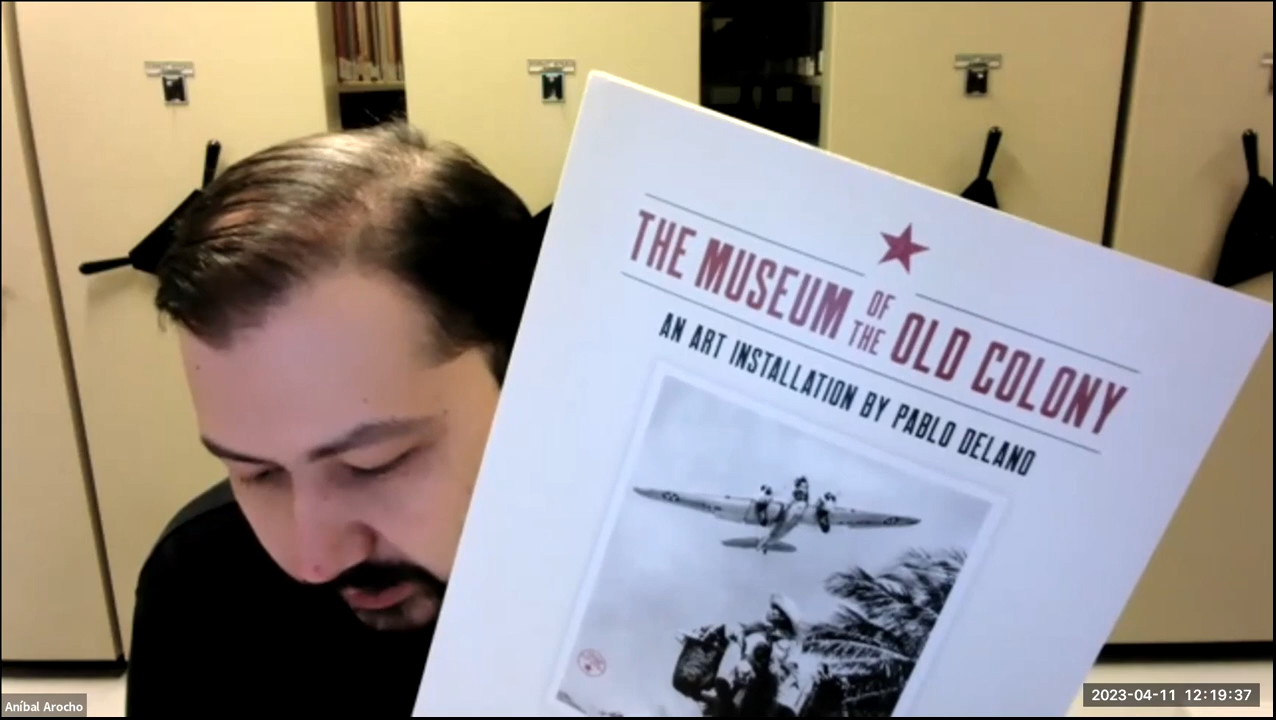 THE MUSEUM OF THE OLD COLONY
AN ART INSTALLATION BY PABLO DELANO
Aníbal Arocho
2023-04-11 12:19:37